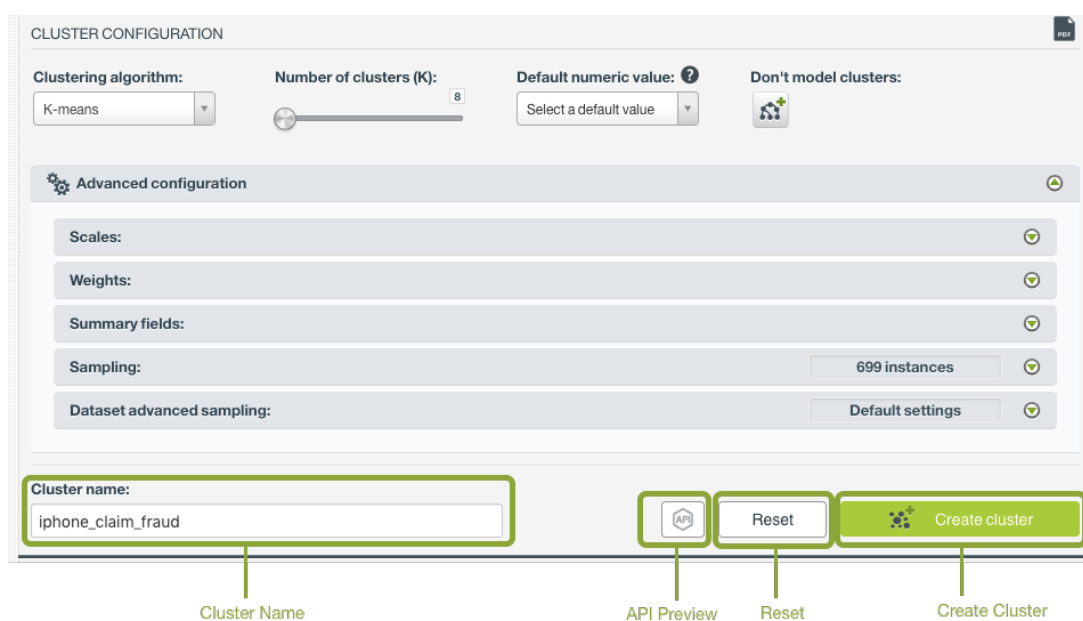 CLUSTER CONFIGURATION
PDF
Clustering algorithm: Number of clusters (K): Default numeric value: ? Don't model clusters:
K-means 8 Select a default value
Advanced configuration
Scales:
Weights:
Summary fields:
Sampling: 699 instances
Dataset advanced sampling: Default settings
Cluster name:
iphone_claim_fraud API Reset Create cluster
Cluster Name API Preview Reset Create Cluster